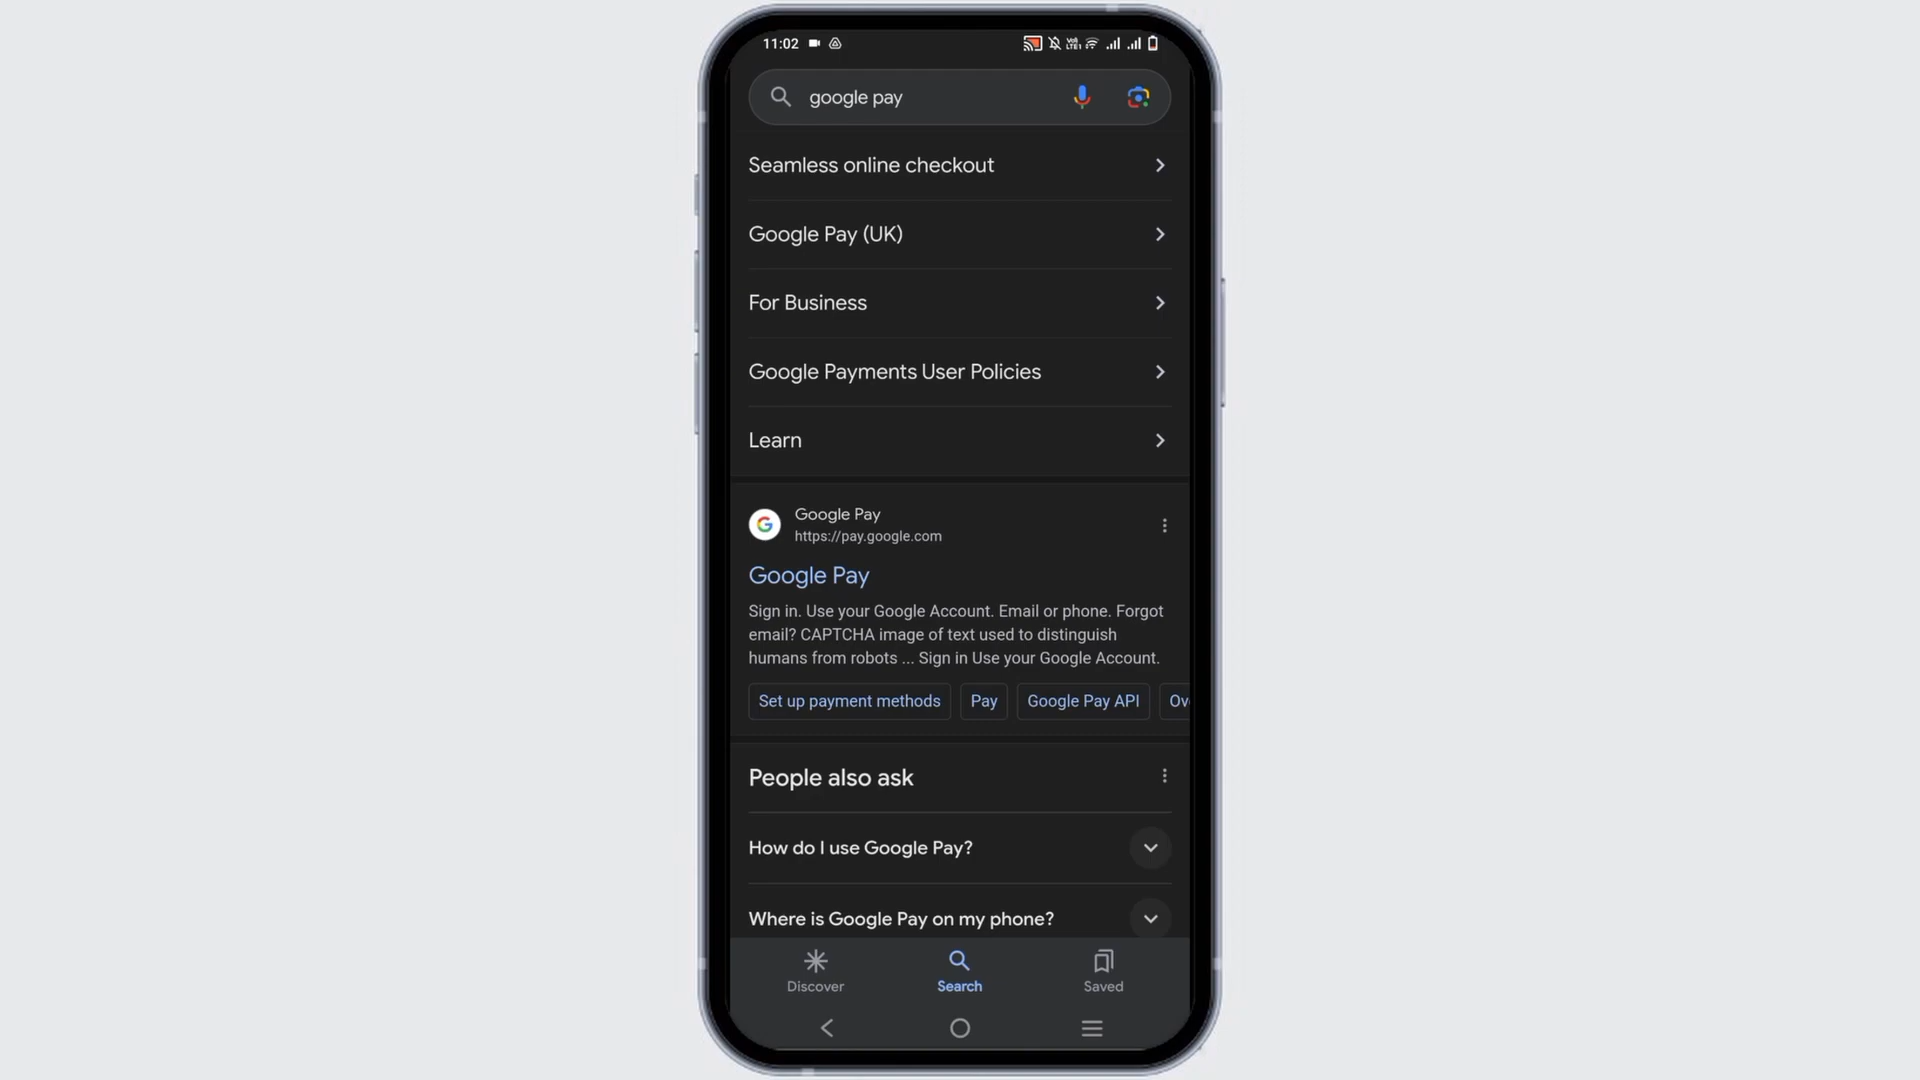 11:02
google pay
Seamless online checkout
Google Pay (UK)
For Business
Google Payments User Policies
Learn
Google Pay
https://pay.google.com
Google Pay
Sign in. Use your Google Account. Email or phone. Forgot
email? CAPTCHA image of text used to distinguish
humans from robots ... Sign in Use your Google Account.
Set up payment methods Pay Google Pay API Ov
People also ask
How do I use Google Pay?
Where is Google Pay on my phone?
Discover Search Saved